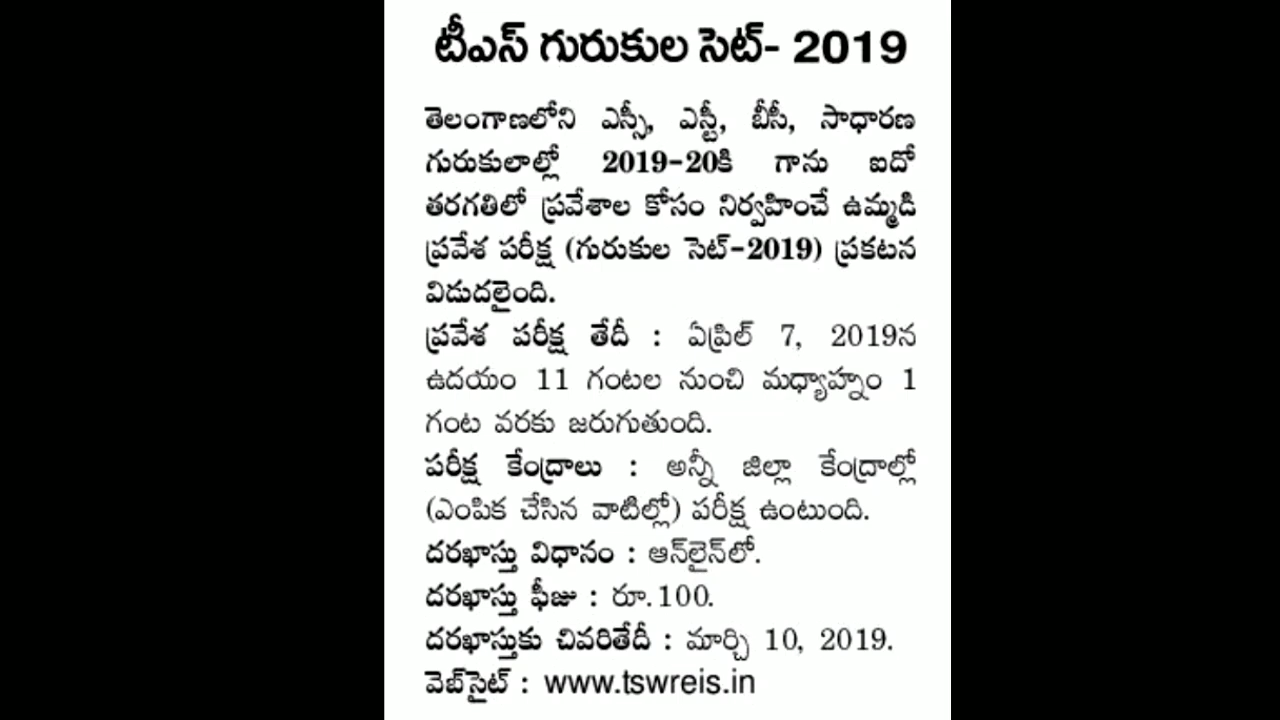 టీఎస్ గురుకుల సెట్- 2019
తెలంగాణలోని ఎస్సీ, ఎస్టీ, బీసీ, సాధారణ
గురుకులాల్లో 2019-20కి గాను ఐదో
తరగతిలో ప్రవేశాల కోసం నిర్వహించే ఉమ్మడి
ప్రవేశ పరీక్ష (గురుకుల సెట్-2019) ప్రకటన
విడుదలైంది.
ప్రవేశ పరీక్ష తేదీ : ఏప్రిల్ 7, 2019న
ఉదయం 11 గంటల నుంచి మధ్యాహ్నం 1
గంట వరకు జరుగుతుంది.
పరీక్ష కేంద్రాలు : అన్నీ జిల్లా కేంద్రాల్లో
(ఎంపిక చేసిన వాటిల్లో) పరీక్ష ఉంటుంది.
దరఖాస్తు విధానం : ఆన్‌లైన్‌లో.
దరఖాస్తు ఫీజు : రూ.100.
దరఖాస్తుకు చివరితేదీ : మార్చి 10, 2019.
వెబ్‌సైట్ : www.tswreis.in